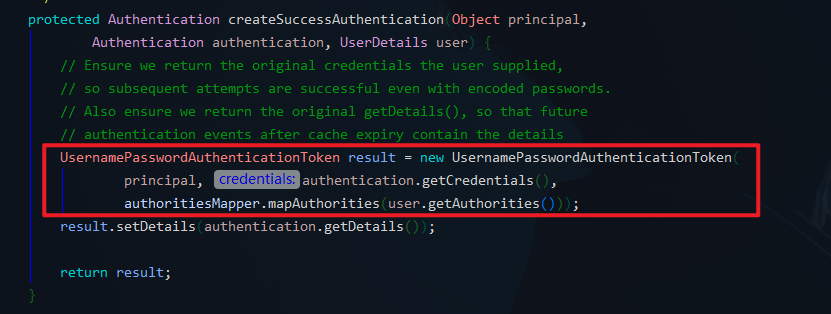 protected Authentication createSuccessAuthentication(Object principal,
Authentication authentication, UserDetails user) {
// Ensure we return the original credentials the user supplied,
// so subsequent attempts are successful even with encoded passwords.
// Also ensure we return the original getDetails(), so that future
// authentication events after cache expiry contain the details
UsernamePasswordAuthenticationToken result = new UsernamePasswordAuthenticationToken(
principal, credentials: authentication.getCredentials(),
authoritiesMapper.mapAuthorities(user.getAuthorities()));
result.setDetails(authentication.getDetails());
return result;
}